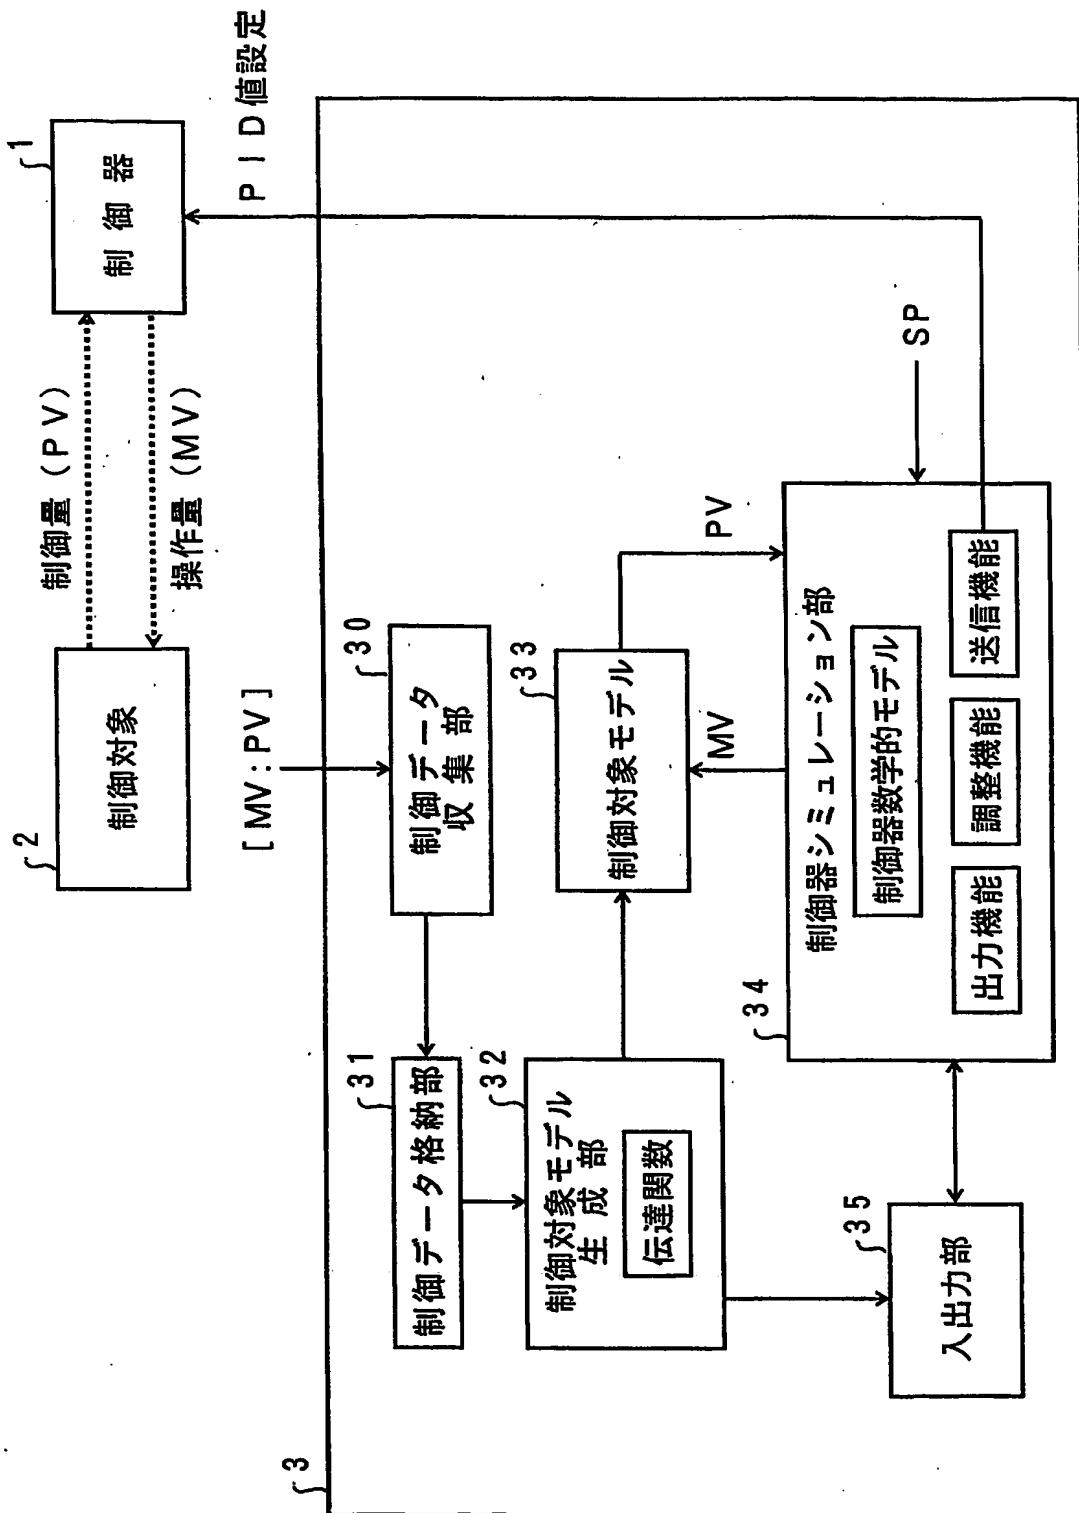 2
制御対象
制御量(PV)
操作量(MV)
1
制御器
PID値設定
3
[MV:PV]
30
制御データ
収集部
31
制御データ格納部
32
制御対象モデル
生成部
伝達関数
33
制御対象モデル
MV
PV
SP
34
制御器シミュレーション部
制御器数学的モデル
出力機能
調整機能
送信機能
35
入出力部